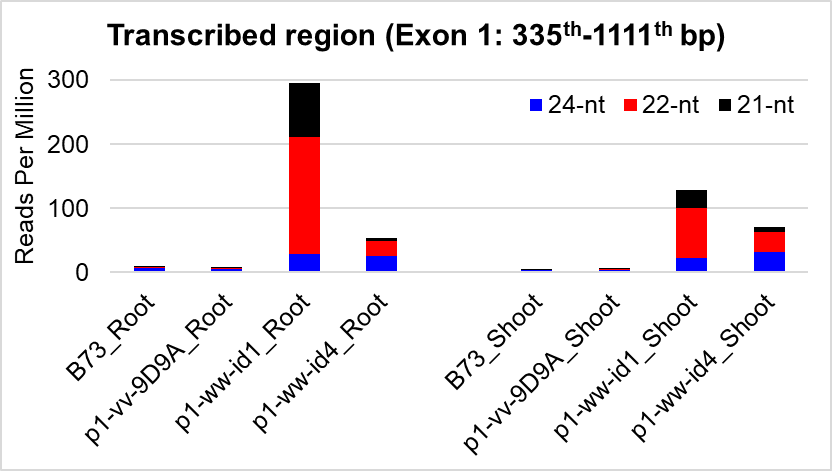 Transcribed region (Exon 1: 335th-1111th bp)
Reads Per Million
300
200
100
0
24-nt 22-nt 21-nt
B73_Root
p1-vv-9D9A_Root
p1-ww-id1_Root
p1-ww-id4_Root
B73_Shoot
p1-vv-9D9A_Shoot
p1-ww-id1_Shoot
p1-ww-id4_Shoot